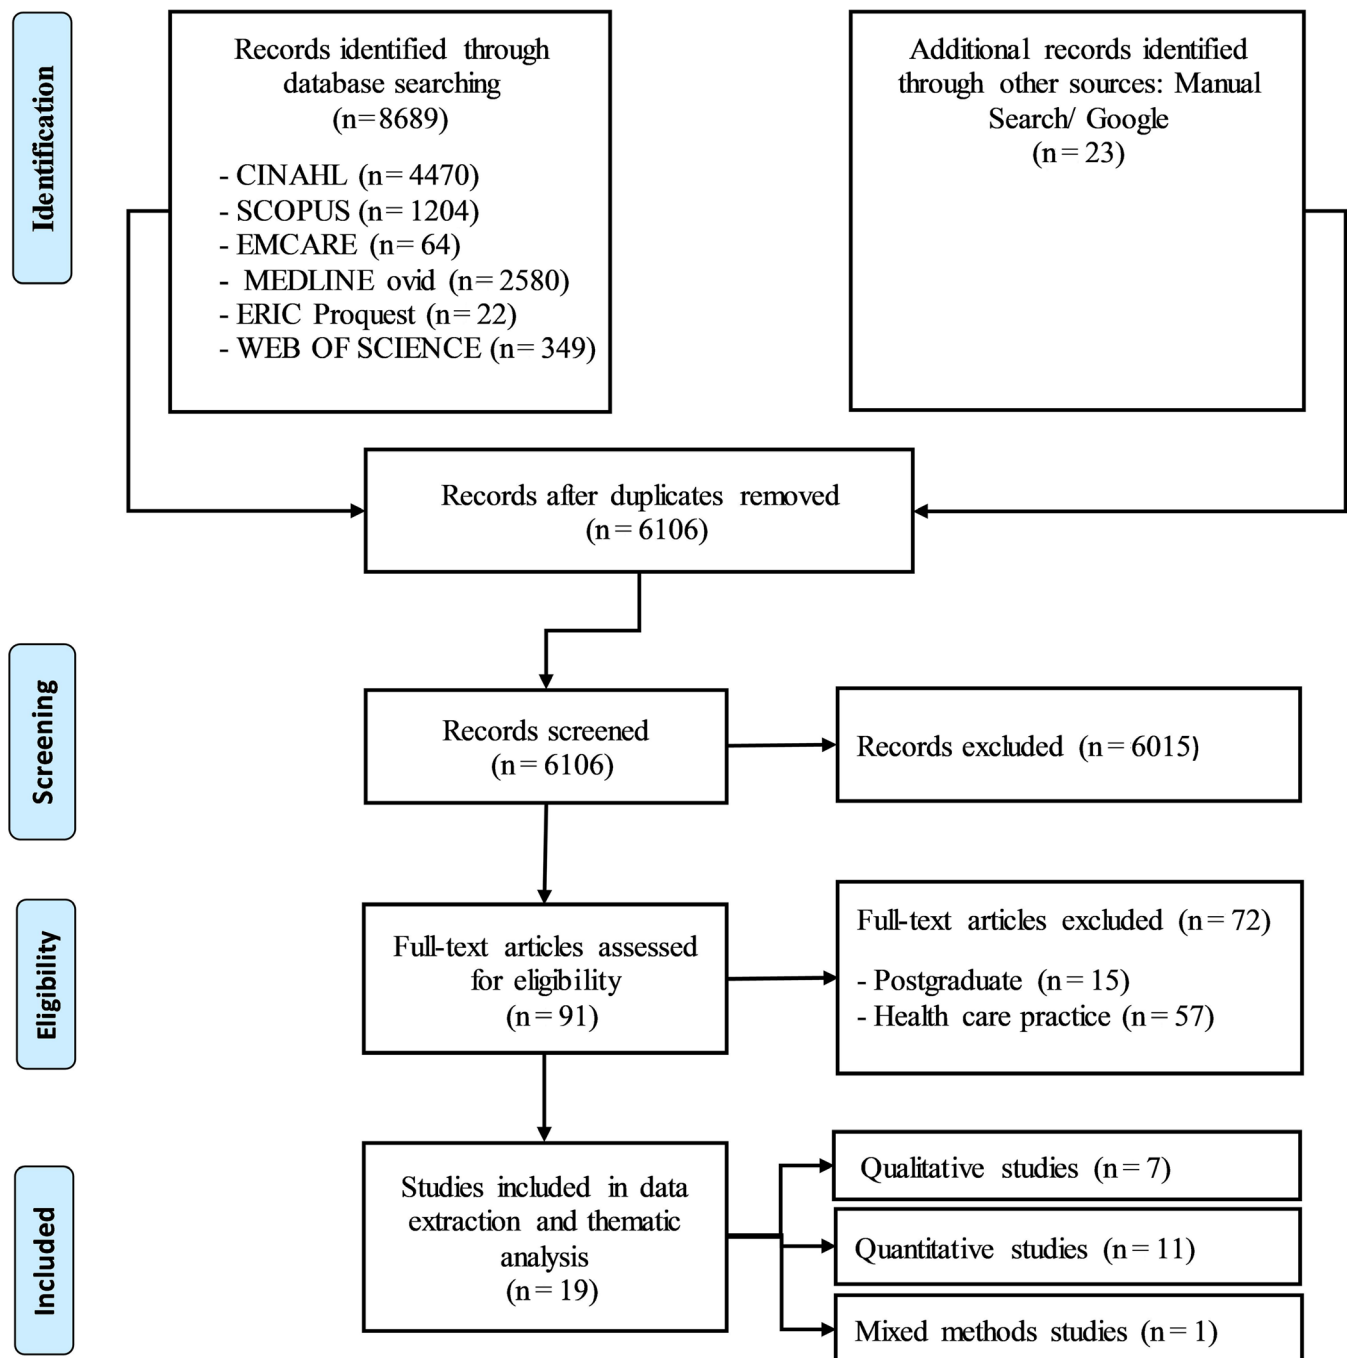 Identification
Records identified through
database searching
(n=8689)
- CINAHL (n=4470)
- SCOPUS (n=1204)
- EMCARE (n=64)
- MEDLINE ovid (n=2580)
- ERIC Proquest (n=22)
- WEB OF SCIENCE (n=349)
Additional records identified
through other sources: Manual
Search/ Google
(n=23)
Records after duplicates removed
(n=6106)
Screening
Records screened
(n=6106)
Records excluded (n=6015)
Eligibility
Full-text articles assessed
for eligibility
(n=91)
Full-text articles excluded (n=72)
- Postgraduate (n=15)
- Health care practice (n=57)
Included
Studies included in data
extraction and thematic
analysis
(n=19)
Qualitative studies (n=7)
Quantitative studies (n=11)
Mixed methods studies (n=1)